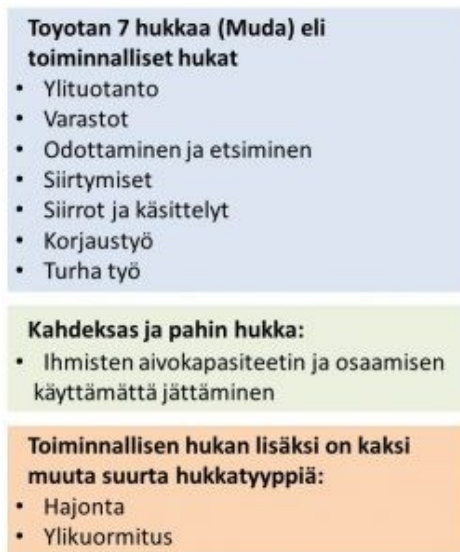 Toyotan 7 hukkaa (Muda) eli
toiminnalliset hukat
• Ylituotanto
• Varastot
• Odottaminen ja etsiminen
• Siirtymiset
• Siirrot ja käsittelyt
• Korjaustyö
• Turha työ
Kahdeksas ja pahin hukka:
• Ihmisten aivokapasiteetin ja osaamisen
käyttämättä jättäminen
Toiminnallisen hukan lisäksi on kaksi
muuta suurta hukkatyyppiä:
• Hajonta
• Ylikuormitus